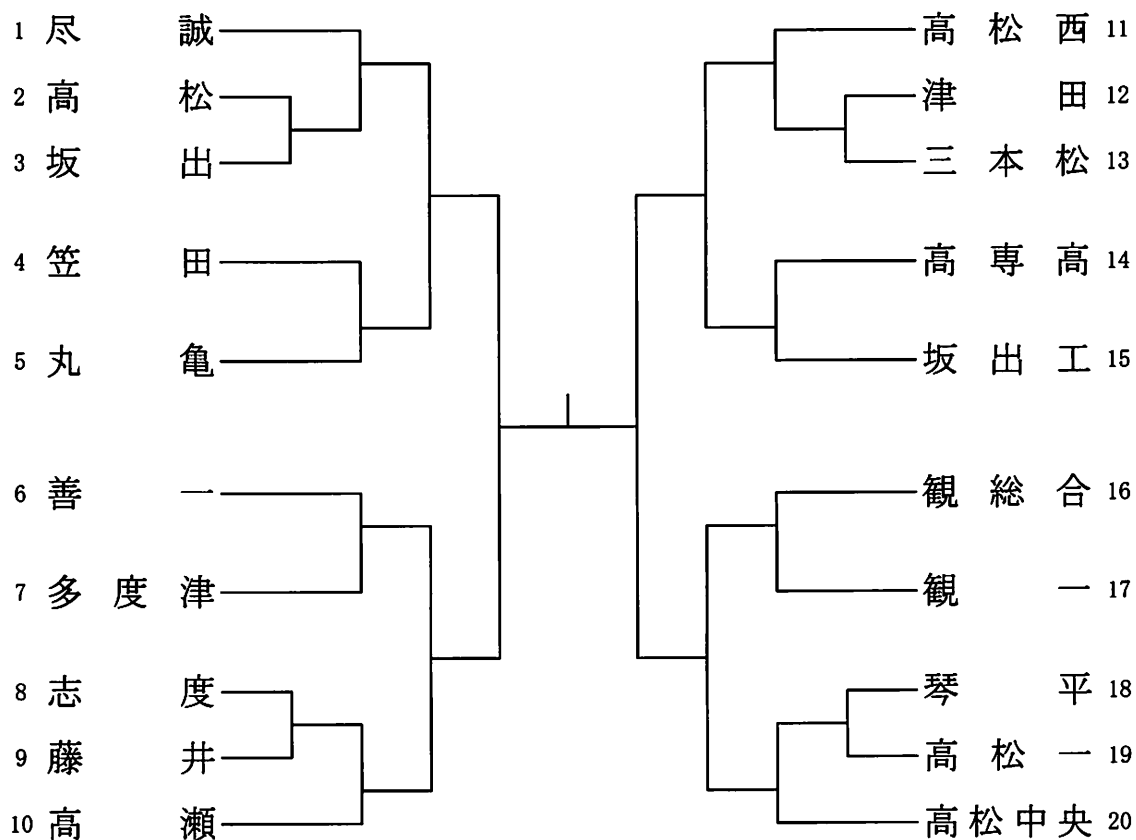 1 尽誠
2 高松
3 坂出
4 笠田
5 丸亀
6 善一
7 多度津
8 志度
9 藤井
10 高瀬
高松西 11
津田 12
三本松 13
高専高 14
坂出工 15
観総合 16
観一 17
琴平 18
高松一 19
高松中央 20